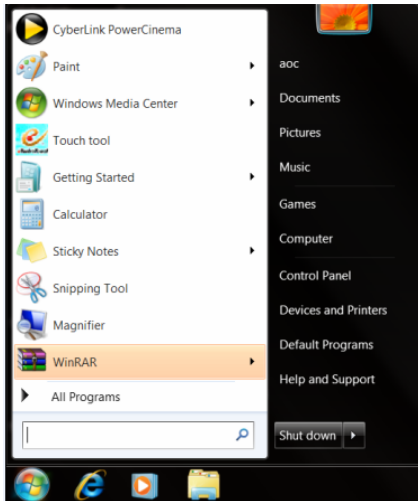 CyberLink PowerCinema
Paint
Windows Media Center
Touch tool
Getting Started
Calculator
Sticky Notes
Snipping Tool
Magnifier
WinRAR
All Programs
aoc
Documents
Pictures
Music
Games
Computer
Control Panel
Devices and Printers
Default Programs
Help and Support
Shut down